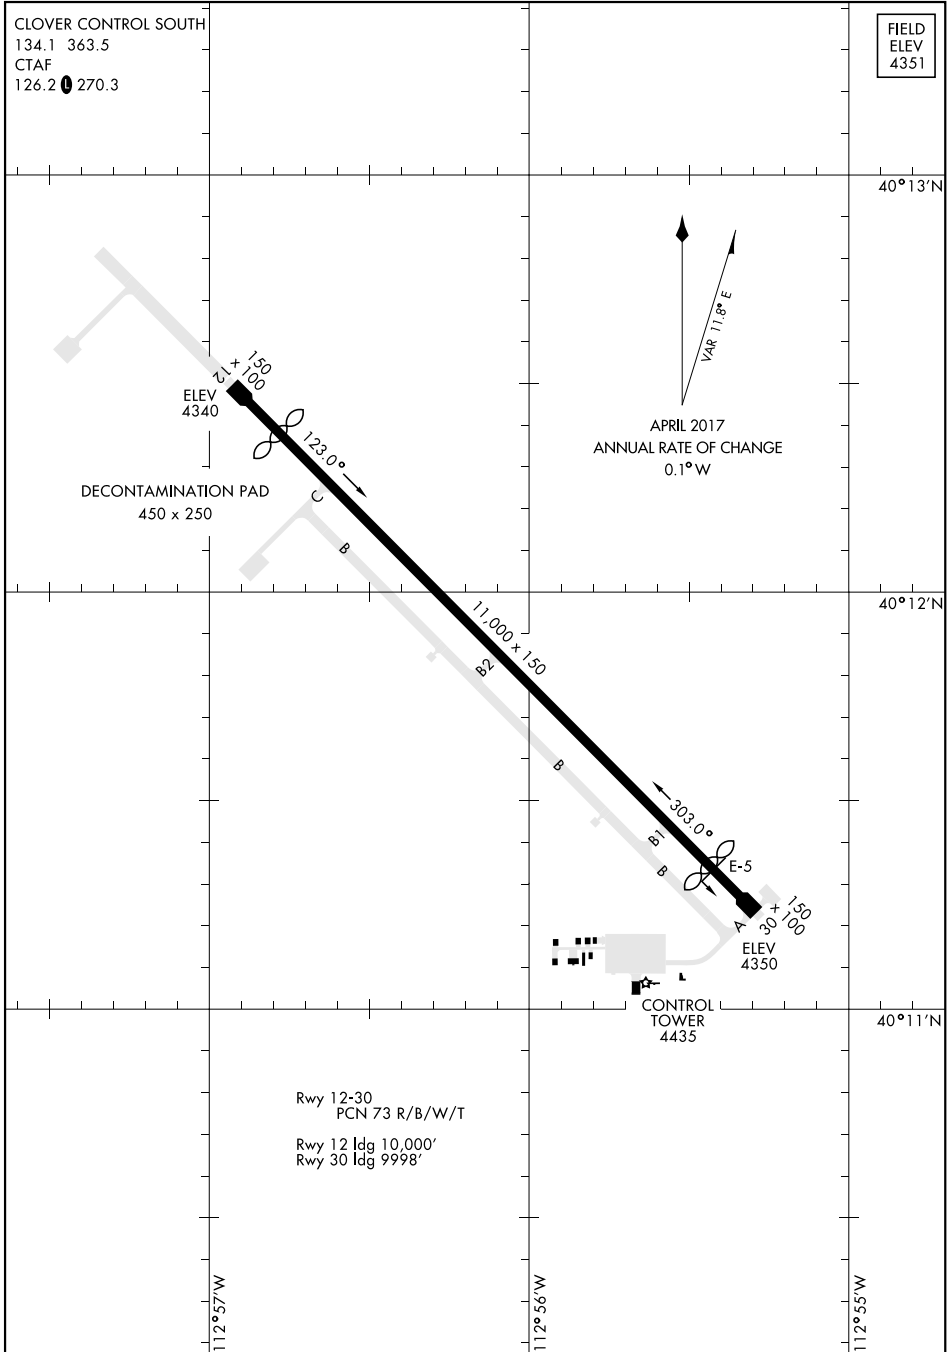 CLOVER CONTROL SOUTH
134.1 363.5
CTAF
126.2 L 270.3
FIELD
ELEV
4351
40°13'N
VAR 11.8° E
APRIL 2017
ANNUAL RATE OF CHANGE
0.1° W
12
150
x 100
ELEV
4340
123.0°
DECONTAMINATION PAD
450 x 250
C
B
40°12'N
11,000 x 150
B2
B
303.0°
B1
B
E-5
A
30
150
x 100
ELEV
4350
CONTROL
TOWER
4435
40°11'N
Rwy 12-30
PCN 73 R/B/W/T
Rwy 12 ldg 10,000′
Rwy 30 ldg 9998′
112°57'W
112°56'W
112°55'W